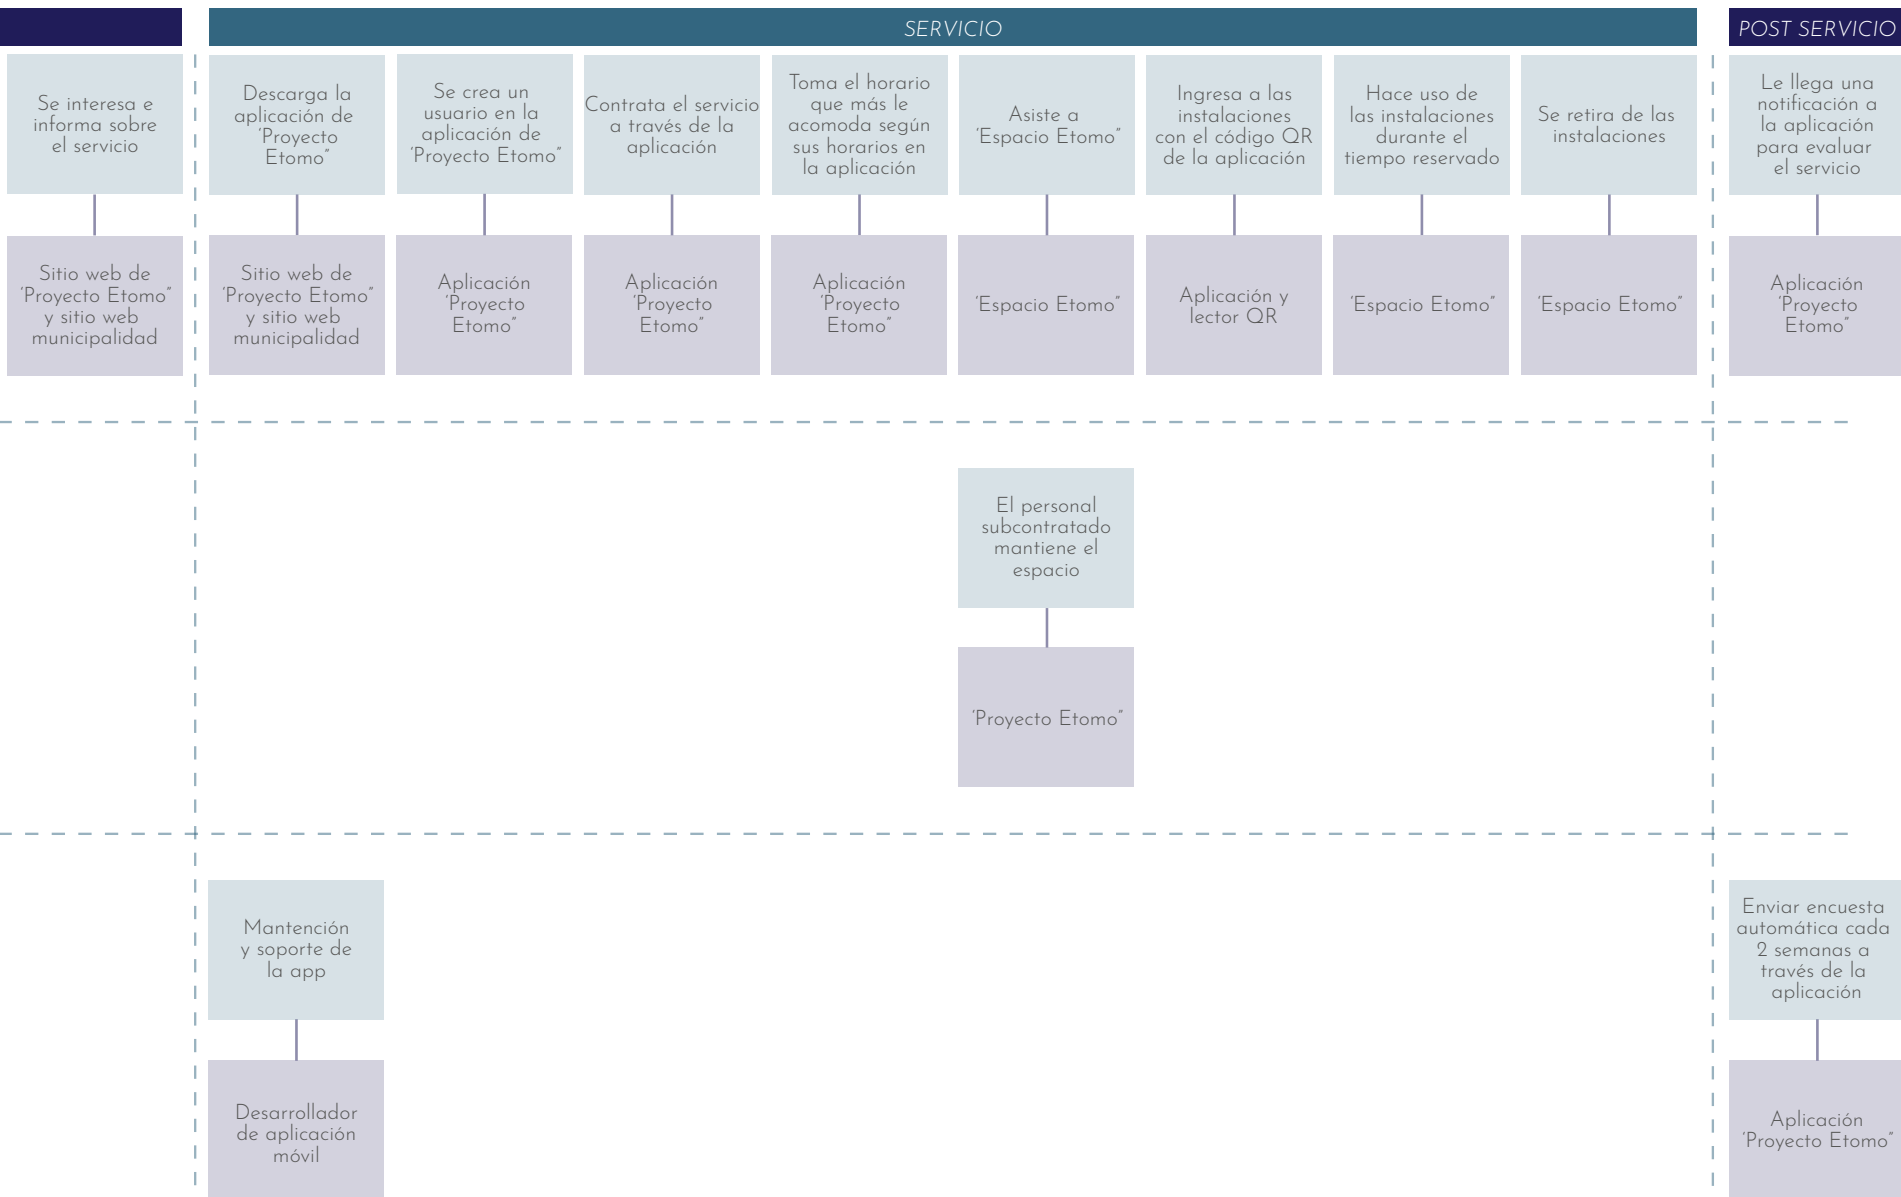 SERVICIO
POST SERVICIO
Se interesa e
informa sobre
el servicio
Descarga la
aplicación de
‘Proyecto
Etomo”
Se crea un
usuario en la
aplicación de
‘Proyecto Etomo”
Contrata el servicio
a través de la
aplicación
Toma el horario
que más le
acomoda según
sus horarios en
la aplicación
Asiste a
‘Espacio Etomo”
Ingresa a las
instalaciones
con el código QR
de la aplicación
Hace uso de
las instalaciones
durante el
tiempo reservado
Se retira de las
instalaciones
Le llega una
notificación a
la aplicación
para evaluar
el servicio
Sitio web de
‘Proyecto Etomo”
y sitio web
municipalidad
Sitio web de
‘Proyecto Etomo”
y sitio web
municipalidad
Aplicación
‘Proyecto
Etomo”
Aplicación
‘Proyecto
Etomo”
Aplicación
‘Proyecto
Etomo”
‘Espacio Etomo”
Aplicación y
lector QR
‘Espacio Etomo”
‘Espacio Etomo”
Aplicación
‘Proyecto
Etomo”
El personal
subcontratado
mantiene el
espacio
‘Proyecto Etomo”
Mantención
y soporte de
la app
Enviar encuesta
automática cada
2 semanas a
través de la
aplicación
Desarrollador
de aplicación
móvil
Aplicación
‘Proyecto Etomo”